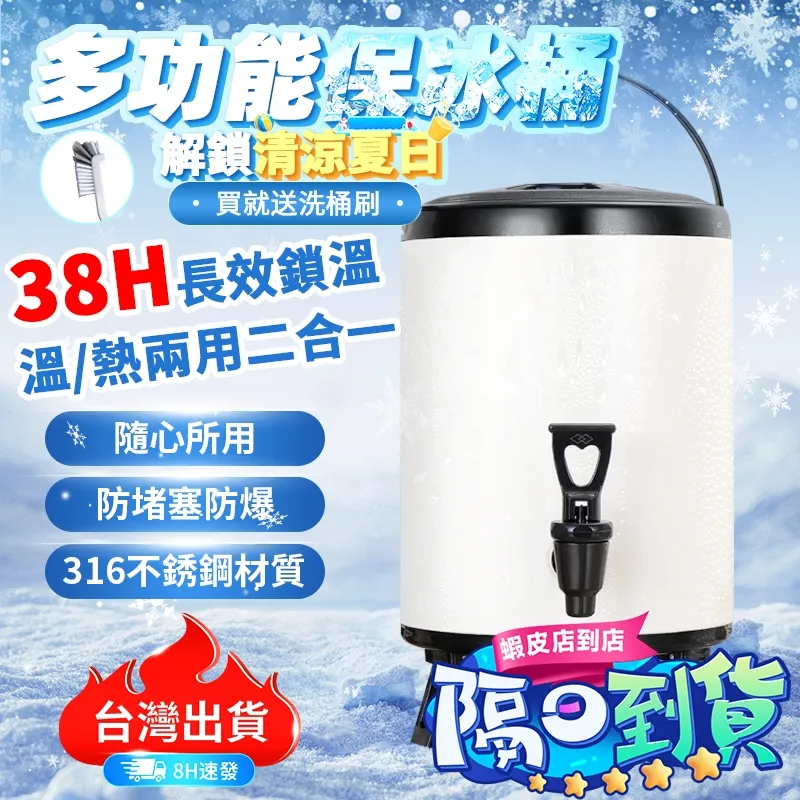 多功能保冰桶
解鎖清涼夏日
· 買就送洗桶刷 ·
38H長效鎖溫
溫/熱兩用二合一
隨心所用
防堵塞防爆
316不銹鋼材質
台灣出貨
8H速發
蝦皮店到店
隔日到貨